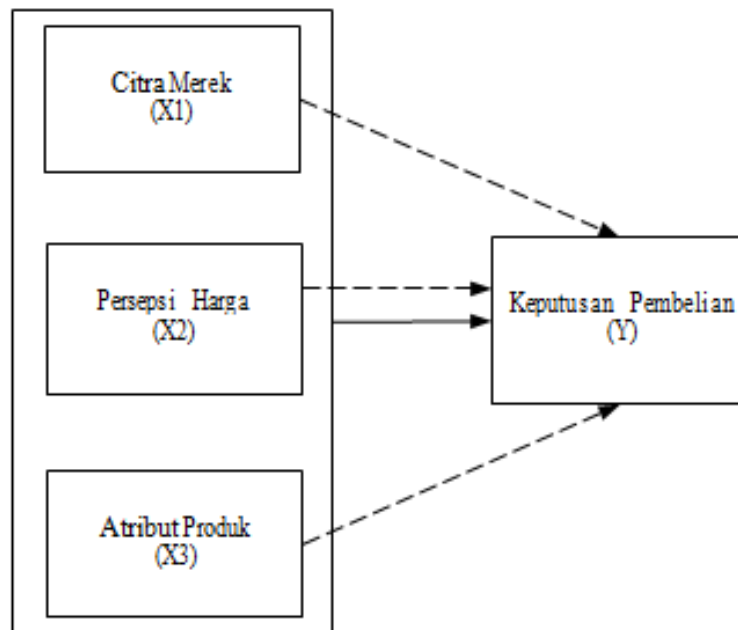 Citra Merek
(X1)
Persepsi Harga
(X2)
Keputusan Pembelian
(Y)
Atribut Produk
(X3)